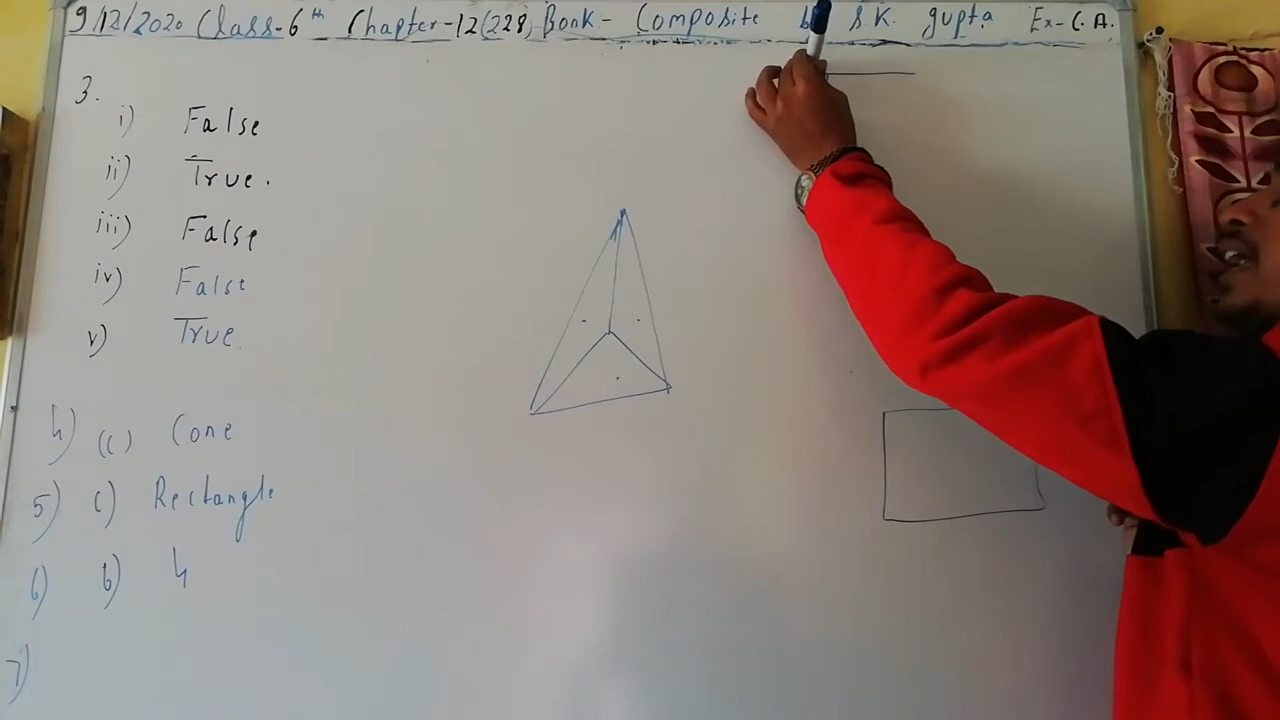 9/12/2020 Class-6th Chapter-12(228) Book- Composite S.K. gupta Ex-C.A.
3.
i) False
ii) True.
iii) False
iv) False
v) True.
4) (C) Cone
5) C) Rectangle
6) b) 4
7)